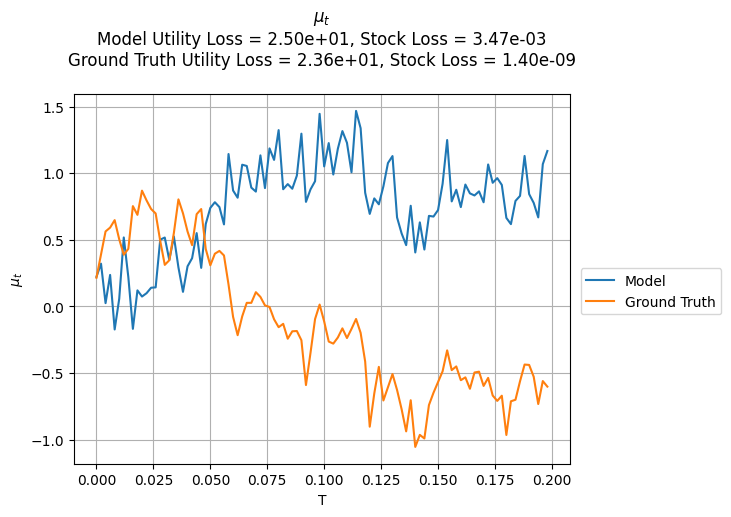 μₜ
Model Utility Loss = 2.50e+01, Stock Loss = 3.47e-03
Ground Truth Utility Loss = 2.36e+01, Stock Loss = 1.40e-09
1.5
1.0
0.5
0.0
−0.5
−1.0
μₜ
0.000 0.025 0.050 0.075 0.100 0.125 0.150 0.175 0.200
T
Model
Ground Truth